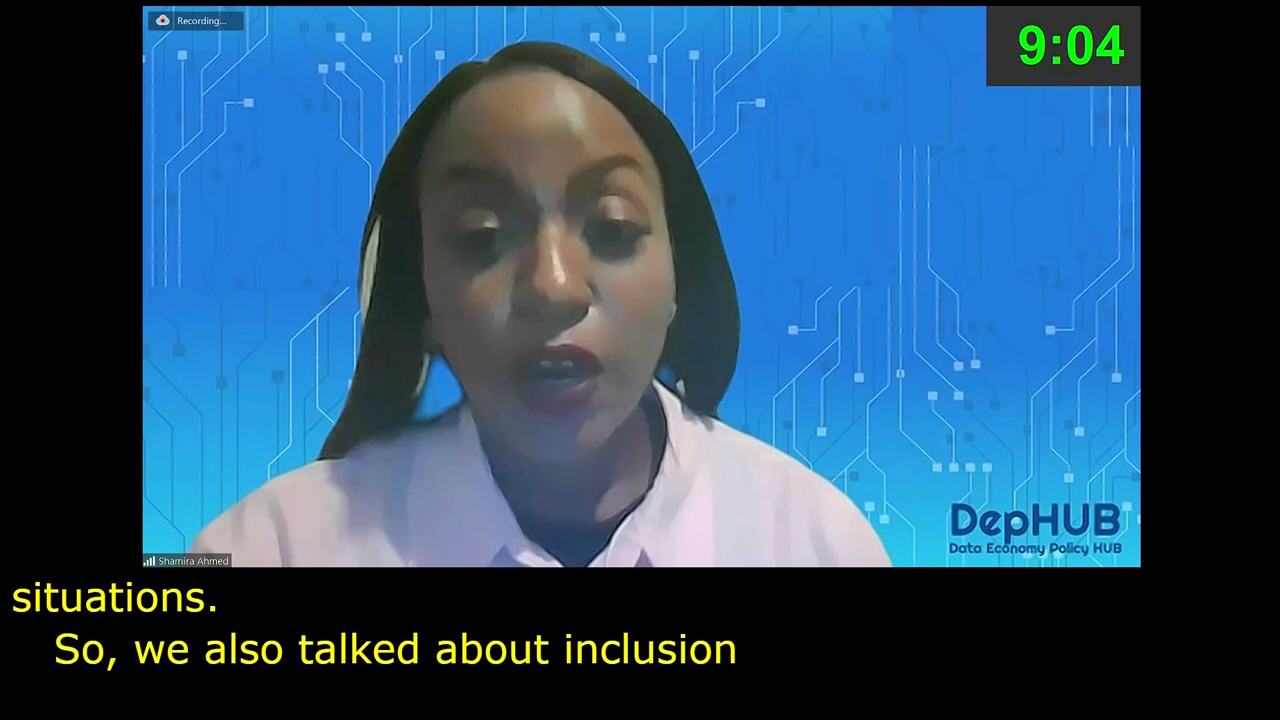 Recording...
9:04
DepHUB
Data Economy Policy HUB
Shamira Ahmed
situations.
So, we also talked about inclusion